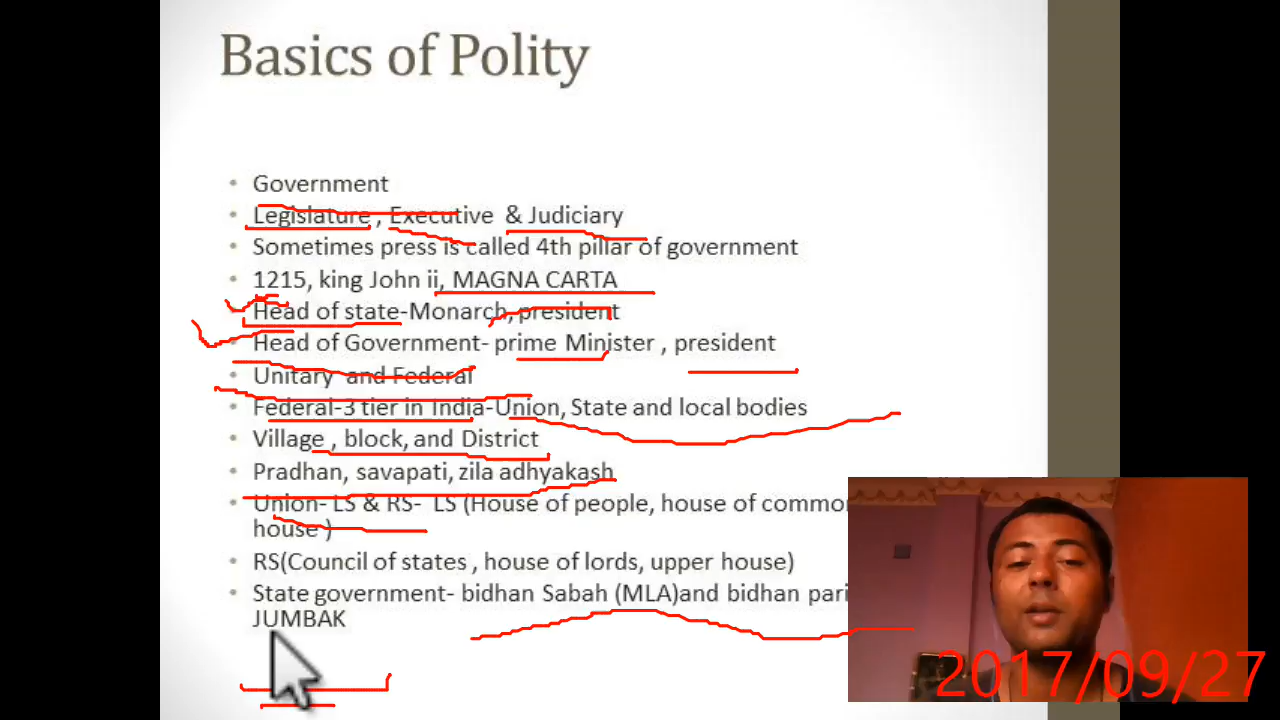 Basics of Polity
• Government
• Legislature , Executive & Judiciary
• Sometimes press is called 4th pillar of government
• 1215, king John ii, MAGNA CARTA
• Head of state-Monarch, president
• Head of Government- prime Minister , president
• Unitary and Federal
• Federal-3 tier in India-Union, State and local bodies
• Village , block, and District
• Pradhan, savapati, zila adhyakash
• Union- LS & RS- LS (House of people, house of common
house )
• RS(Council of states , house of lords, upper house)
• State government- bidhan Sabah (MLA)and bidhan pari
JUMBAK
2017/09/27